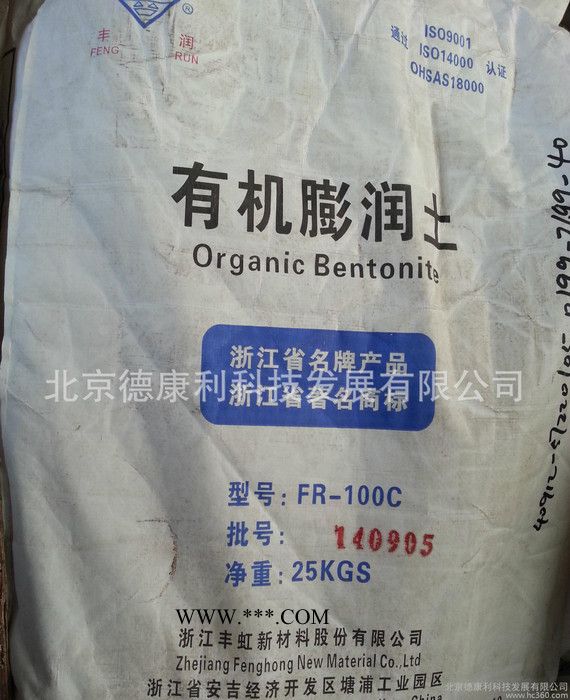 ®
丰 润
FENG RUN
通过 ISO9001 认证
ISO14000
OHSAS18000
有机膨润土
Organic Bentonite
浙江省名牌产品
北京德康利科技发展有限公司
浙江省著名商标
型号: FR-100C
批号: 140905
净重: 25KGS
WWW.***.COM
浙江丰虹新材料股份有限公司
Zhejiang Fenghong New Material Co.,Ltd
浙江省安吉经济开发区塘浦工业园区
China
北京德康利科技发展有限公司
www.hc360.com